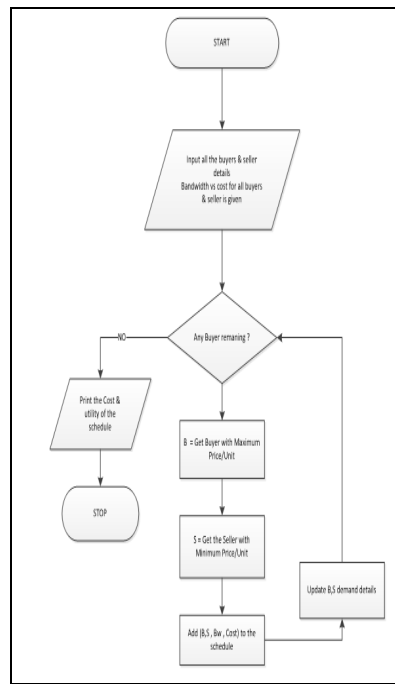 START
Input all the buyers & seller
details
Bandwidth vs cost for all buyers
& seller is given
Any Buyer remaning ?
NO
Print the Cost &
utility of the
schedule
STOP
B = Get Buyer with Maximum
Price/Unit
S = Get the Seller with
Minimum Price/Unit
Add (B,S , Bw , Cost) to the
schedule
Update B,S demand details